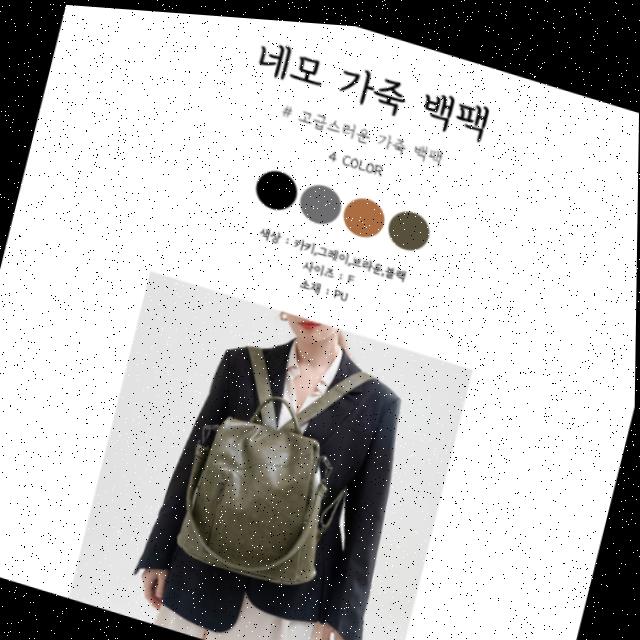 네모 가죽 백팩
# 고급스러운 가죽 백팩
4 COLOR
색상 : 카키,그레이,브라운,블랙
사이즈 : F
소재 : PU